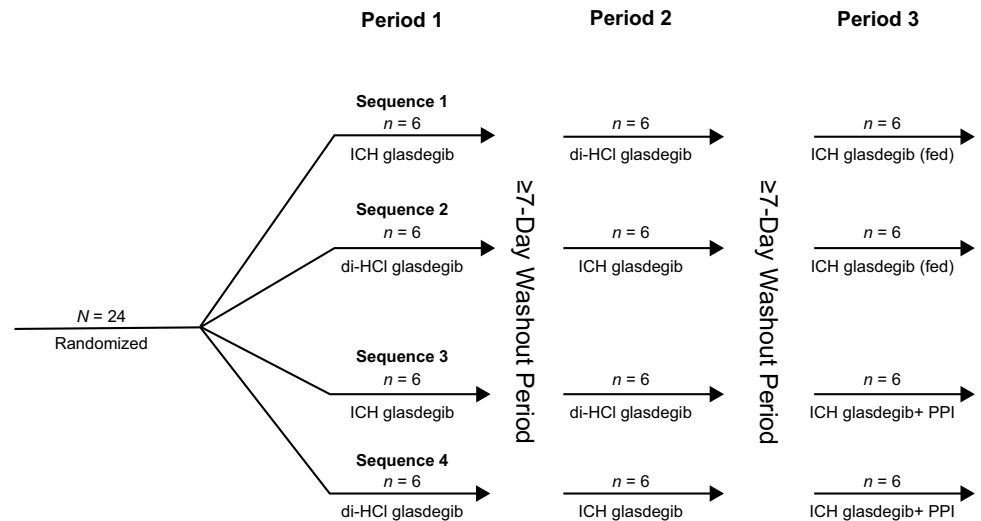 Period 1
Period 2
Period 3
Sequence 1
n = 6
ICH glasdegib
n = 6
di-HCl glasdegib
n = 6
ICH glasdegib (fed)
Sequence 2
n = 6
di-HCl glasdegib
n = 6
ICH glasdegib
n = 6
ICH glasdegib (fed)
≥7-Day Washout Period
≥7-Day Washout Period
N = 24
Randomized
Sequence 3
n = 6
ICH glasdegib
n = 6
di-HCl glasdegib
n = 6
ICH glasdegib+ PPI
Sequence 4
n = 6
di-HCl glasdegib
n = 6
ICH glasdegib
n = 6
ICH glasdegib+ PPI